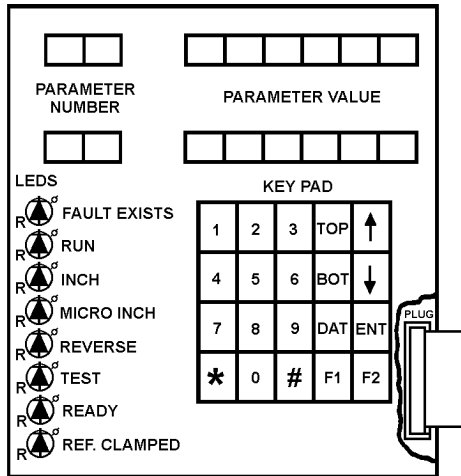 PARAMETER
NUMBER
PARAMETER VALUE
LEDS
R FAULT EXISTS
R RUN
R INCH
R MICRO INCH
R REVERSE
R TEST
R READY
R REF. CLAMPED
KEY PAD
1 2 3 TOP ↑
4 5 6 BOT ↓
7 8 9 DAT ENT
* 0 # F1 F2
PLUG